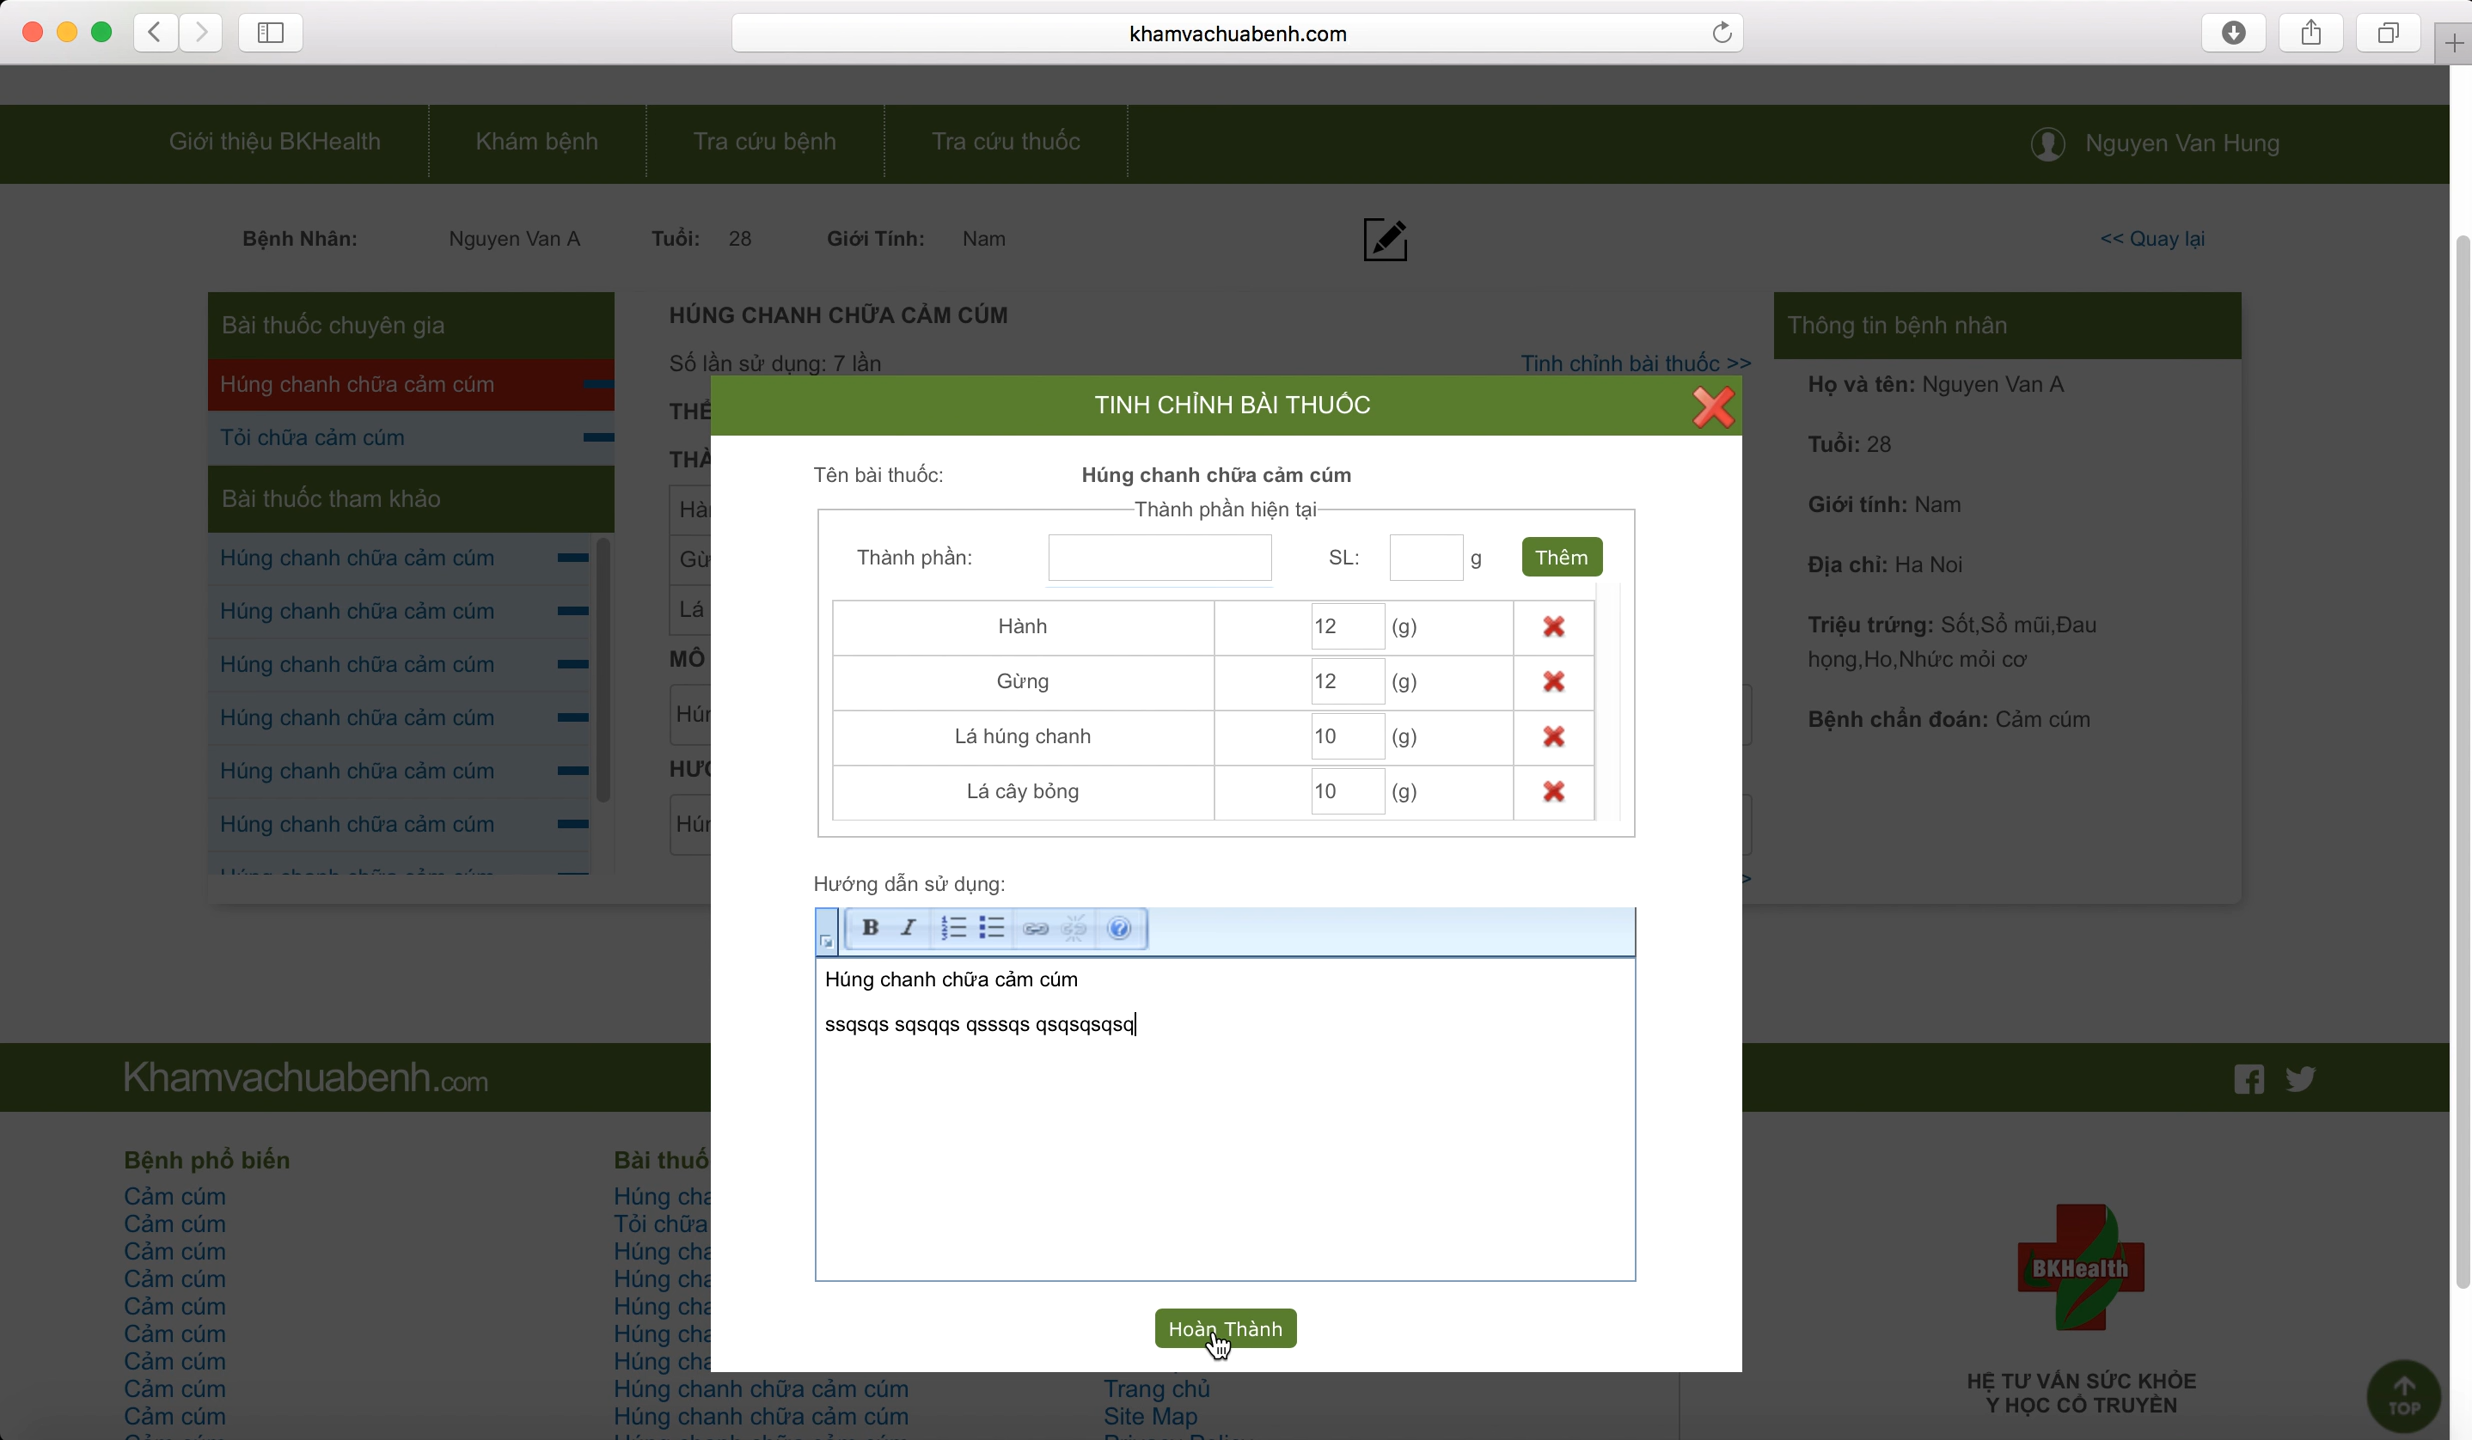 khamvachuabenh.com
Giới thiệu BKHealth
Khám bệnh
Tra cứu bệnh
Tra cứu thuốc
Nguyen Van Hung
Bệnh Nhân: Nguyen Van A Tuổi: 28 Giới Tính: Nam
<< Quay lại
Bài thuốc chuyên gia
Húng chanh chữa cảm cúm
Tỏi chữa cảm cúm
Bài thuốc tham khảo
Húng chanh chữa cảm cúm
Húng chanh chữa cảm cúm
Húng chanh chữa cảm cúm
Húng chanh chữa cảm cúm
Húng chanh chữa cảm cúm
Húng chanh chữa cảm cúm
HÚNG CHANH CHỮA CẢM CÚM
Số lần sử dụng: 7 lần
Tinh chỉnh bài thuốc >>
MÔ
TINH CHỈNH BÀI THUỐC
Tên bài thuốc: Húng chanh chữa cảm cúm
Thành phần hiện tại
Thành phần: SL: g Thêm
Hành 12 (g)
Gừng 12 (g)
Lá húng chanh 10 (g)
Lá cây bỏng 10 (g)
Hướng dẫn sử dụng:
B I
Húng chanh chữa cảm cúm
ssqsqs sqsqqs qsssqs qsqsqsqsq
Hoàn Thành
Thông tin bệnh nhân
Họ và tên: Nguyen Van A
Tuổi: 28
Giới tính: Nam
Địa chỉ: Ha Noi
Triệu trứng: Sốt,Sổ mũi,Đau
họng,Ho,Nhức mỏi cơ
Bệnh chẩn đoán: Cảm cúm
Khamvachuabenh.com
Bệnh phổ biến
Cảm cúm
Cảm cúm
Cảm cúm
Cảm cúm
Cảm cúm
Cảm cúm
Cảm cúm
Cảm cúm
Cảm cúm
Bài
Húng
Tỏi chữa
Húng
Húng
Húng
Húng
Húng
Húng chanh chữa cảm cúm
Húng chanh chữa cảm cúm
Trang chủ
Site Map
BKHealth
HỆ TƯ VẤN SỨC KHỎE
Y HỌC CỔ TRUYỀN
TOP